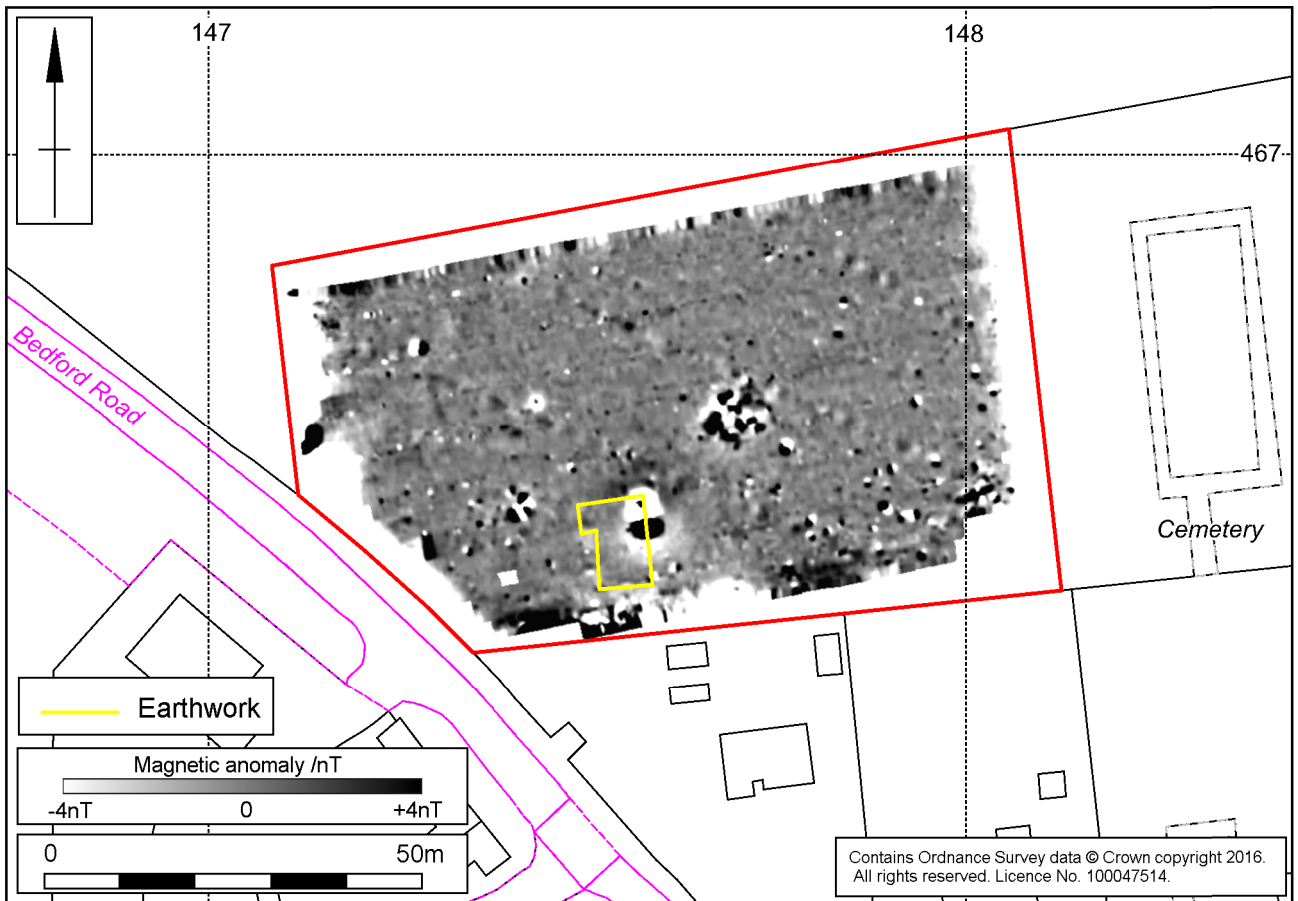 147
148
467
Bedford Road
Cemetery
Earthwork
Magnetic anomaly /nT
-4nT 0 +4nT
0 50m
Contains Ordnance Survey data © Crown copyright 2016.
All rights reserved. Licence No. 100047514.